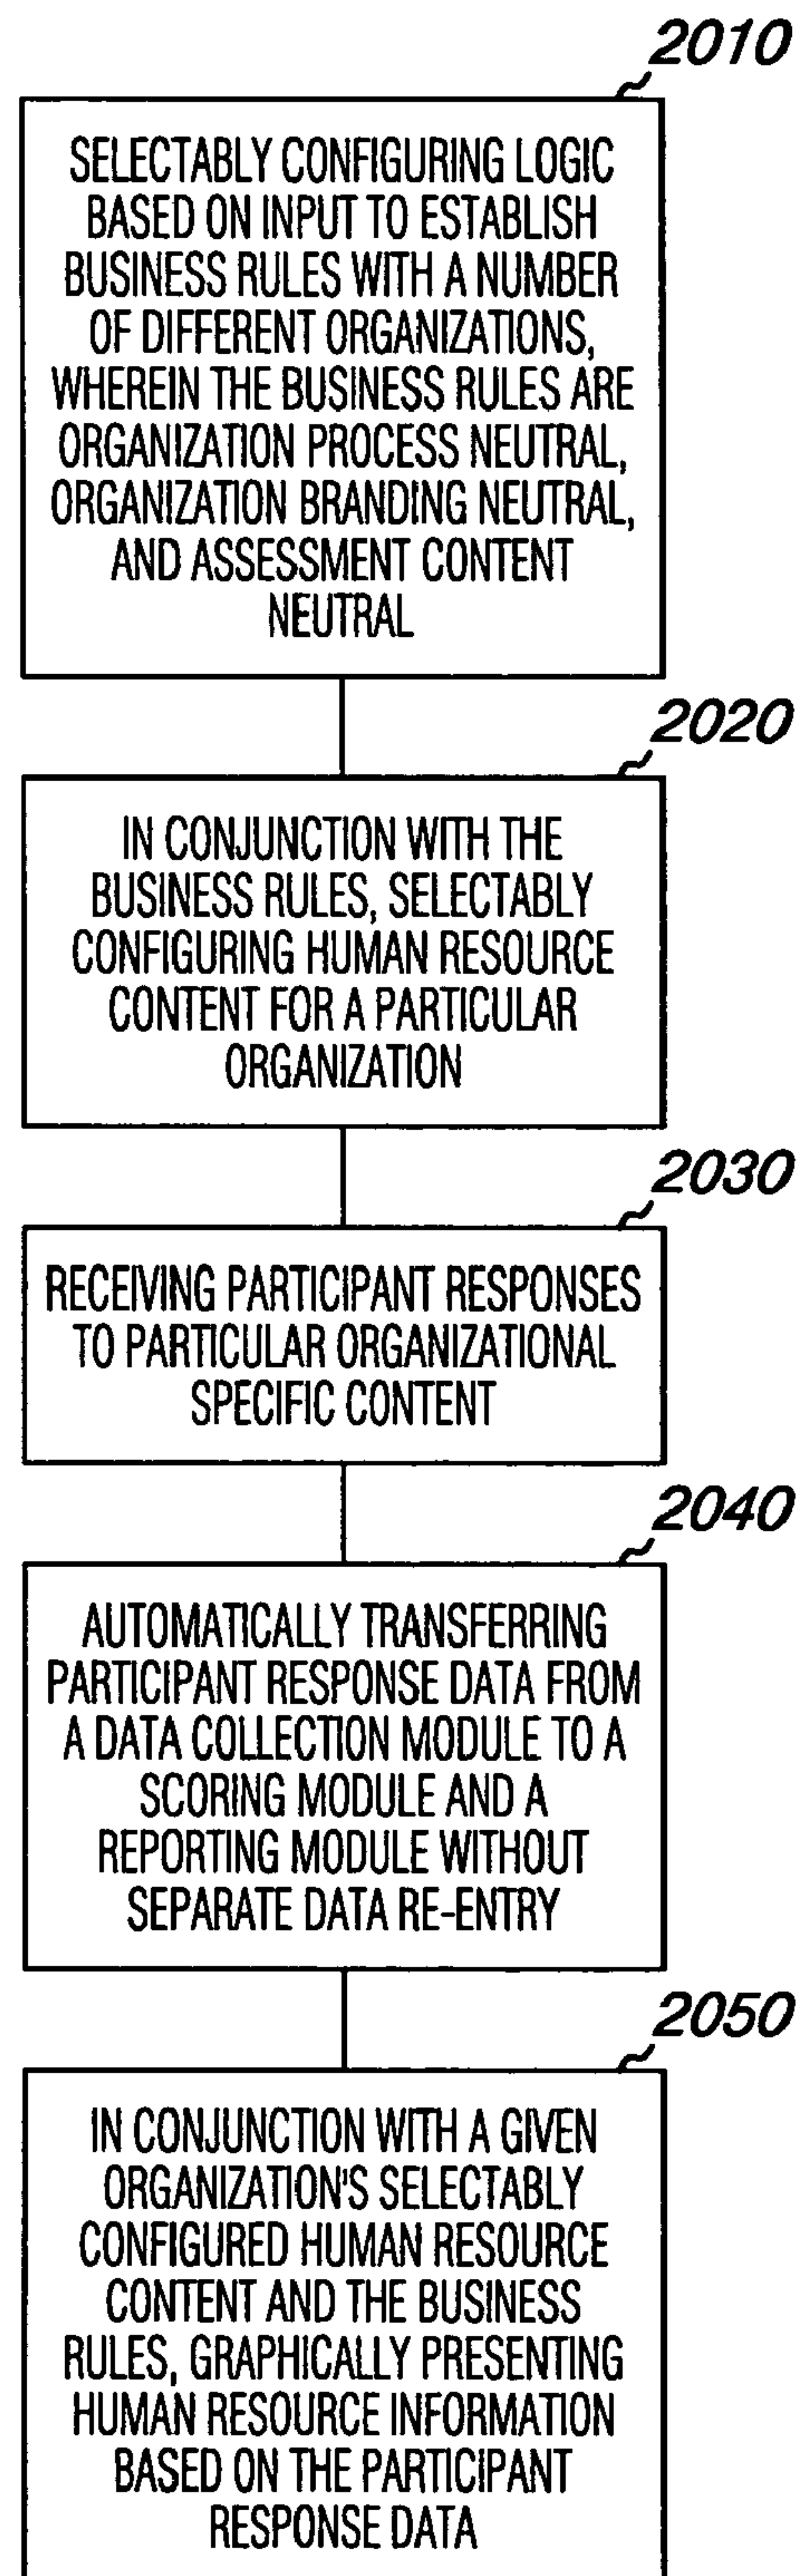 2010
SELECTABLY CONFIGURING LOGIC
BASED ON INPUT TO ESTABLISH
BUSINESS RULES WITH A NUMBER
OF DIFFERENT ORGANIZATIONS,
WHEREIN THE BUSINESS RULES ARE
ORGANIZATION PROCESS NEUTRAL,
ORGANIZATION BRANDING NEUTRAL,
AND ASSESSMENT CONTENT
NEUTRAL
2020
IN CONJUNCTION WITH THE
BUSINESS RULES, SELECTABLY
CONFIGURING HUMAN RESOURCE
CONTENT FOR A PARTICULAR
ORGANIZATION
2030
RECEIVING PARTICIPANT RESPONSES
TO PARTICULAR ORGANIZATIONAL
SPECIFIC CONTENT
2040
AUTOMATICALLY TRANSFERRING
PARTICIPANT RESPONSE DATA FROM
A DATA COLLECTION MODULE TO A
SCORING MODULE AND A
REPORTING MODULE WITHOUT
SEPARATE DATA RE-ENTRY
2050
IN CONJUNCTION WITH A GIVEN
ORGANIZATION'S SELECTABLY
CONFIGURED HUMAN RESOURCE
CONTENT AND THE BUSINESS
RULES, GRAPHICALLY PRESENTING
HUMAN RESOURCE INFORMATION
BASED ON THE PARTICIPANT
RESPONSE DATA